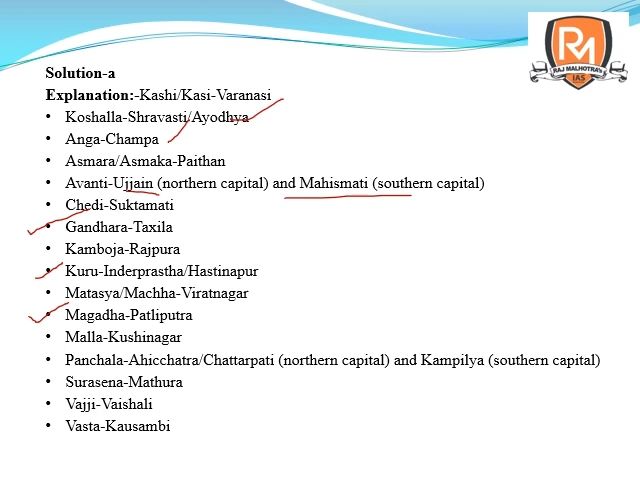 RM
RAJ MALHOTRA'S
IAS
Solution-a
Explanation:-Kashi/Kasi-Varanasi
• Koshalla-Shravasti/Ayodhya
• Anga-Champa
• Asmara/Asmaka-Paithan
• Avanti-Ujjain (northern capital) and Mahismati (southern capital)
• Chedi-Suktamati
• Gandhara-Taxila
• Kamboja-Rajpura
• Kuru-Inderprastha/Hastinapur
• Matasya/Machha-Viratnagar
• Magadha-Patliputra
• Malla-Kushinagar
• Panchala-Ahicchatra/Chattarpati (northern capital) and Kampilya (southern capital)
• Surasena-Mathura
• Vajji-Vaishali
• Vasta-Kausambi